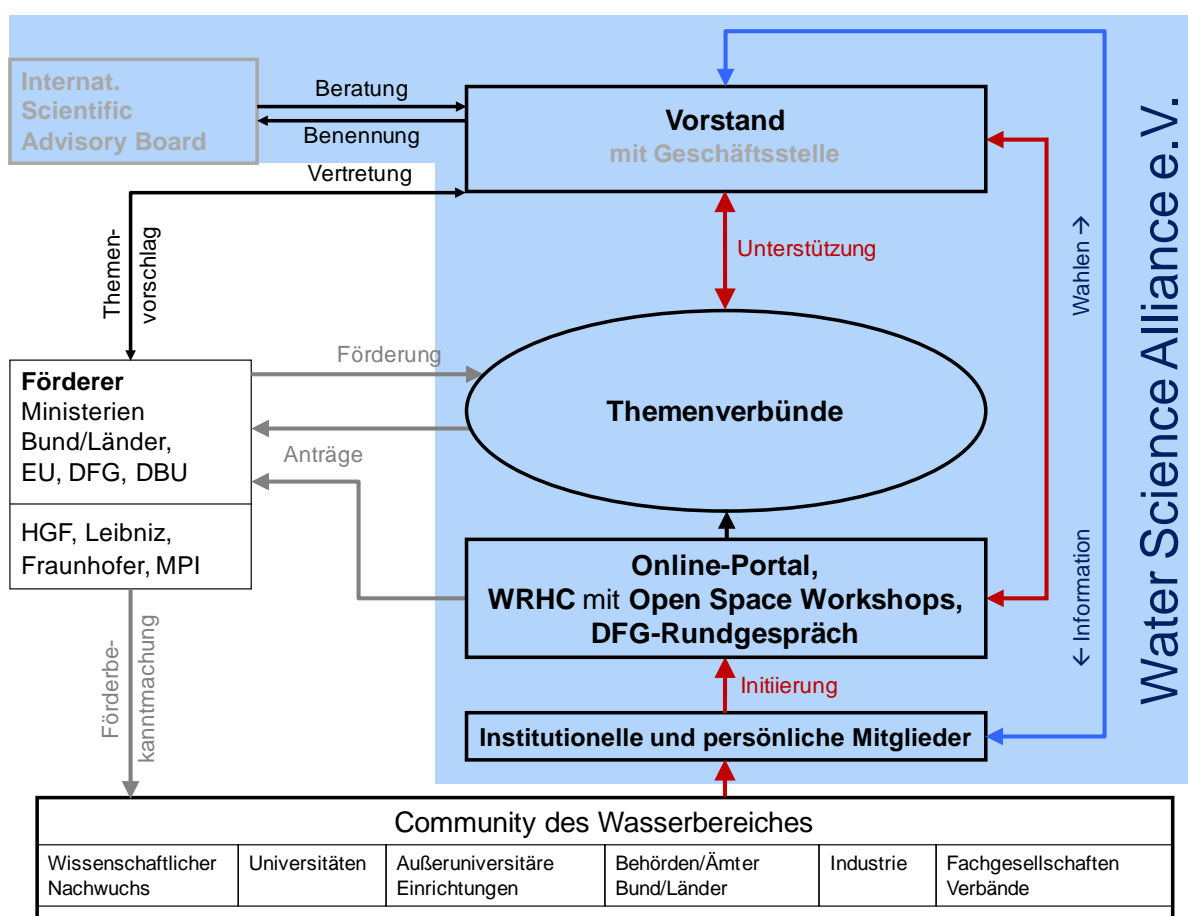 Internat.
Scientific
Advisory Board
Beratung
Benennung
Vertretung
Vorstand
mit Geschäftsstelle
Unterstützung
Themen-
vorschlag
Wahlen →
← Information
Water Science Alliance e.V.
Förderung
Förderer
Ministerien
Bund/Länder,
EU, DFG, DBU
HGF, Leibniz,
Fraunhofer, MPI
Anträge
Themenverbünde
Online-Portal,
WRHC mit Open Space Workshops,
DFG-Rundgespräch
Förderbe-
kanntmachung
Initiierung
Institutionelle und persönliche Mitglieder
Community des Wasserbereiches
Wissenschaftlicher
Nachwuchs
Universitäten
Außeruniversitäre
Einrichtungen
Behörden/Ämter
Bund/Länder
Industrie
Fachgesellschaften
Verbände